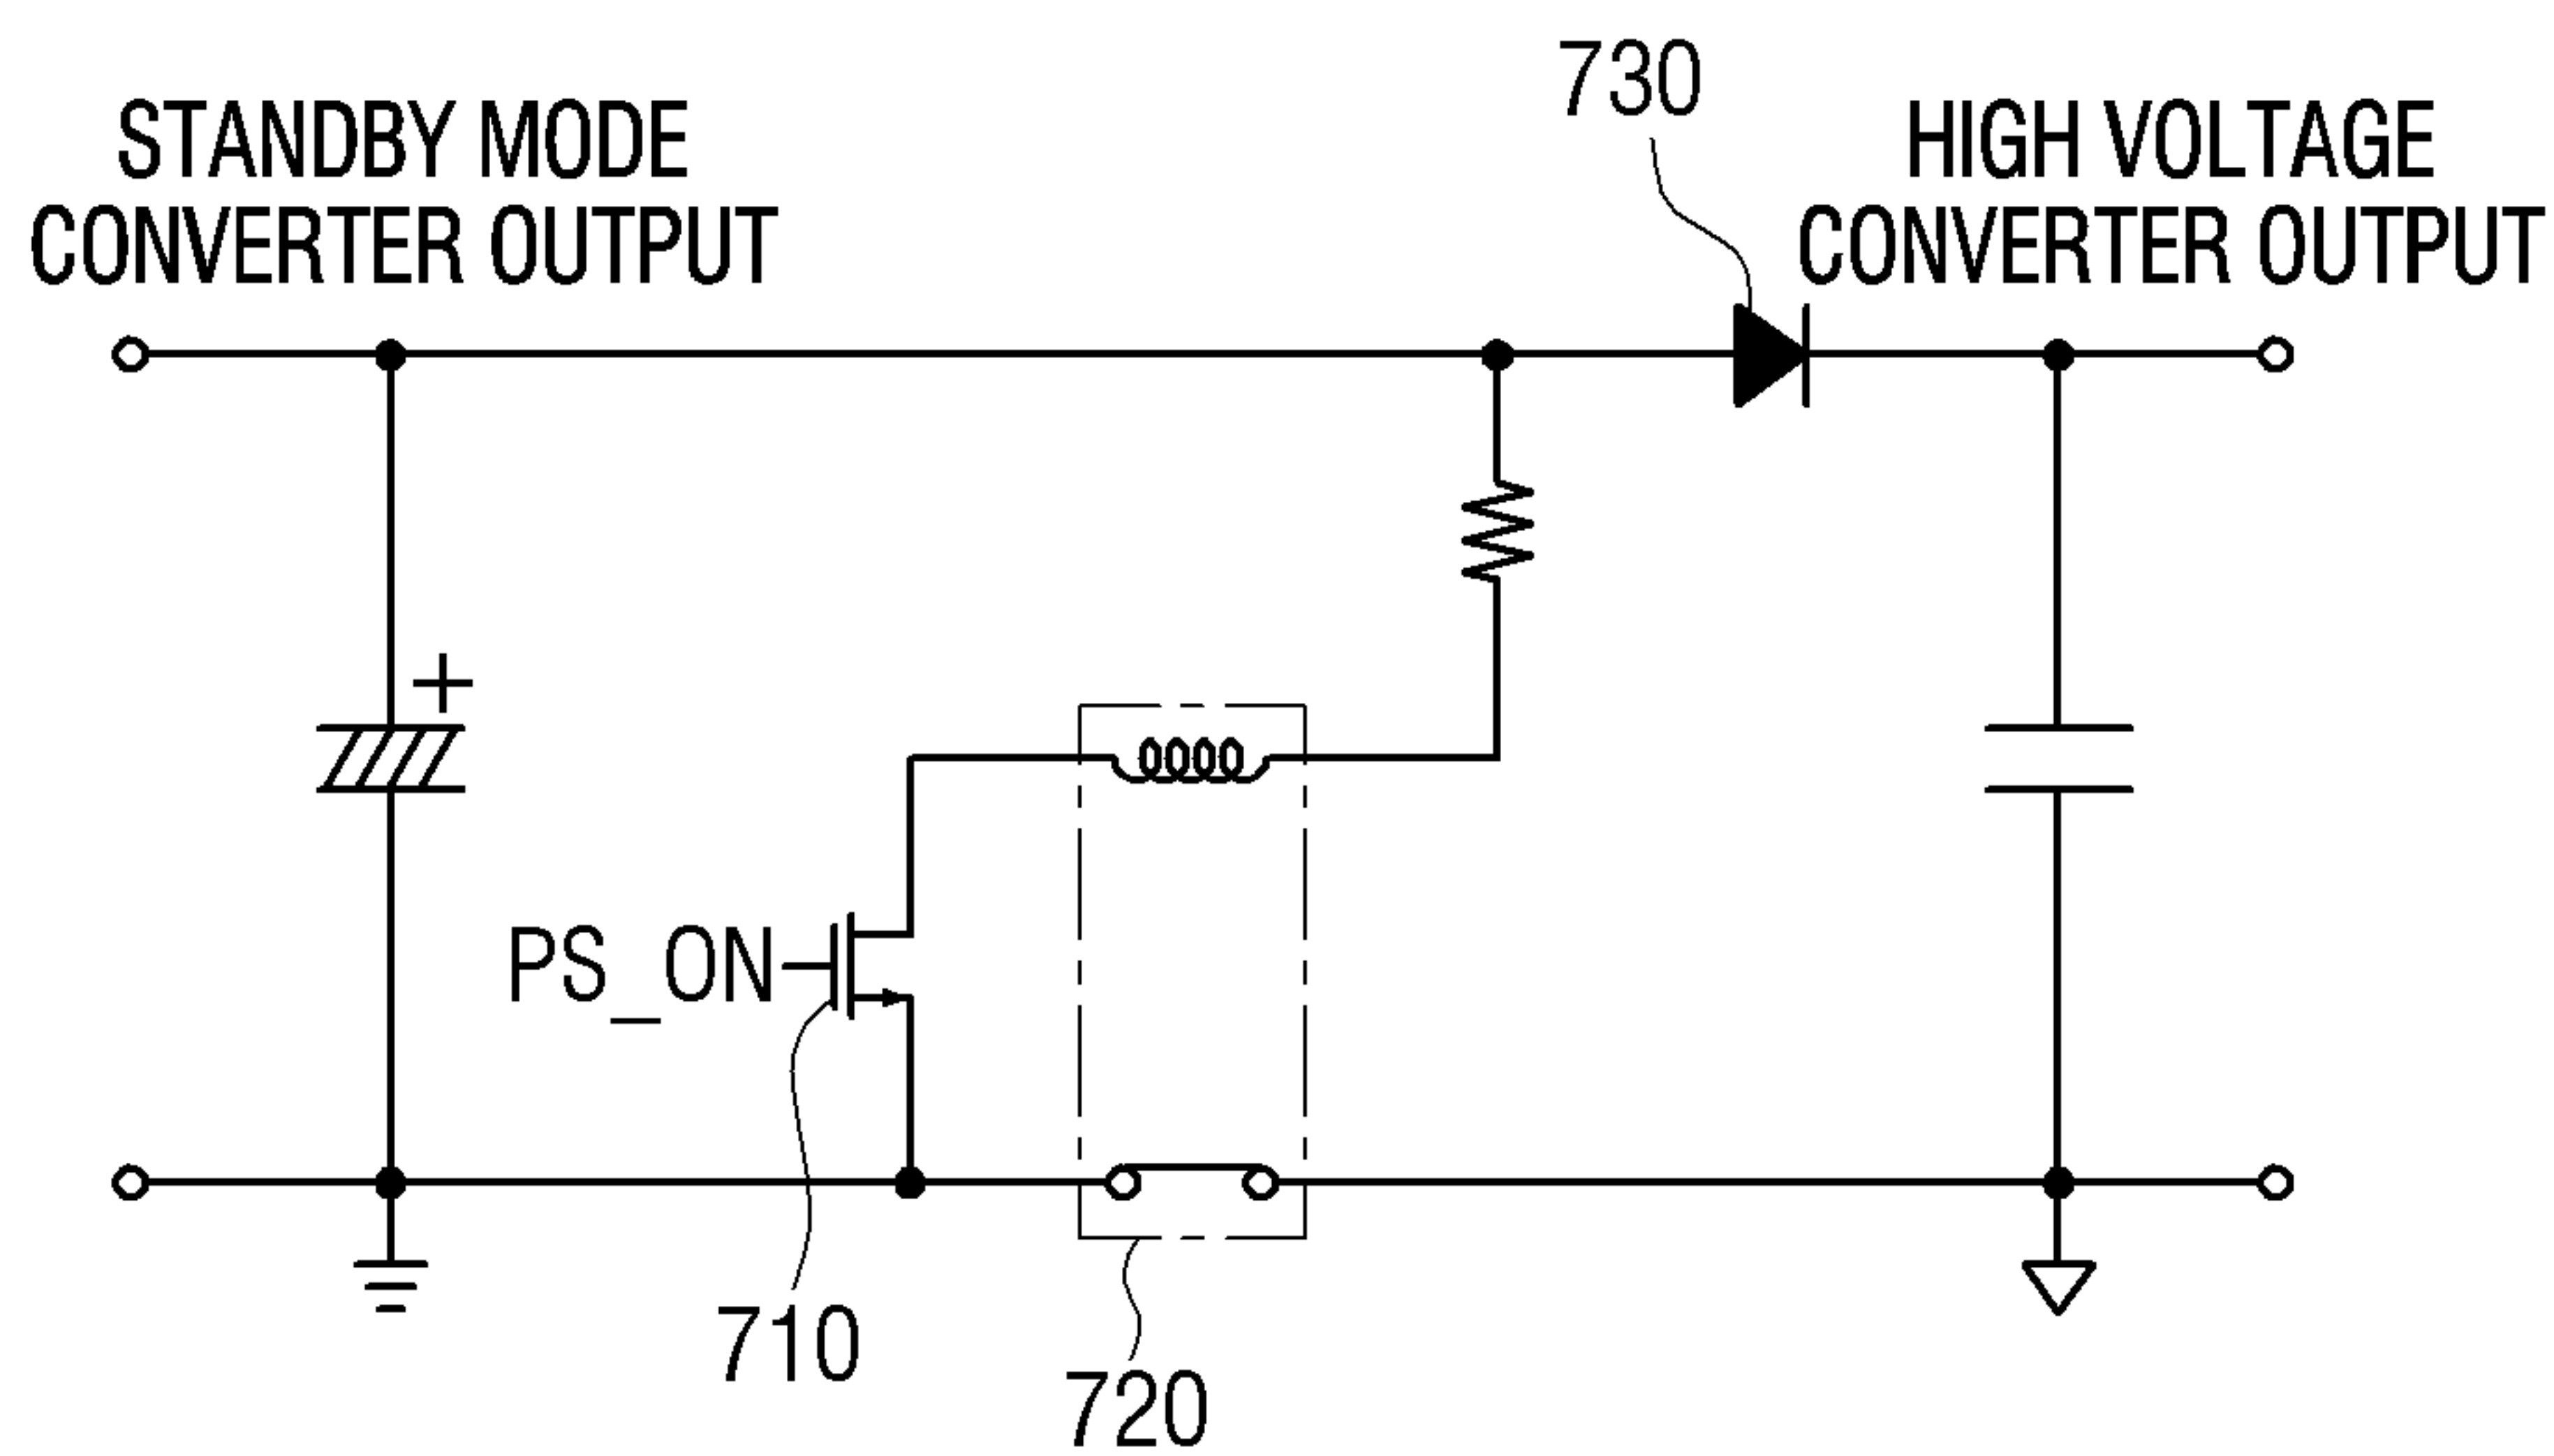 730
STANDBY MODE
CONVERTER OUTPUT
HIGH VOLTAGE
CONVERTER OUTPUT
+
PS_ON
710
720